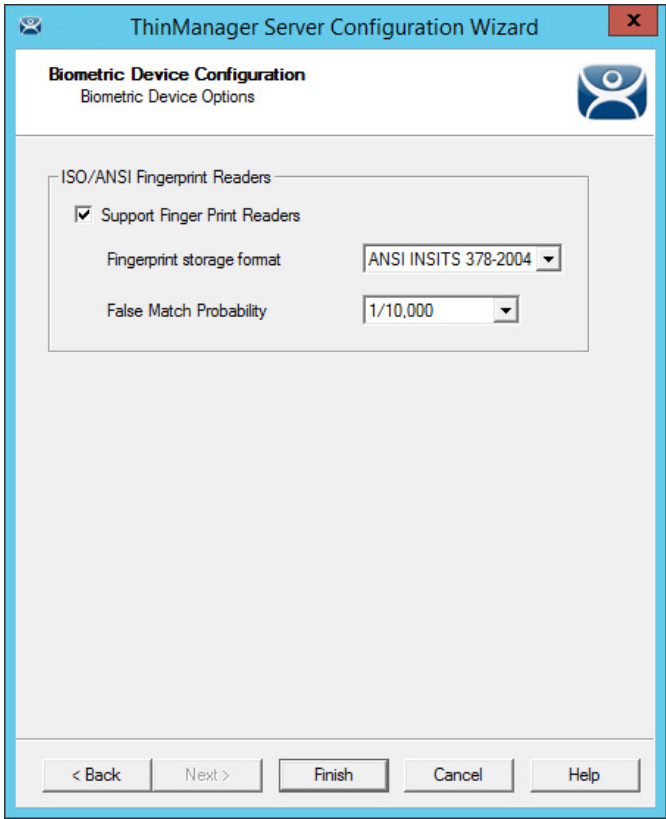 ThinManager Server Configuration Wizard
x
Biometric Device Configuration
Biometric Device Options
ISO/ANSI Fingerprint Readers
Support Finger Print Readers
Fingerprint storage format ANSI INSITS 378-2004
False Match Probability 1/10,000
< Back Next > Finish Cancel Help